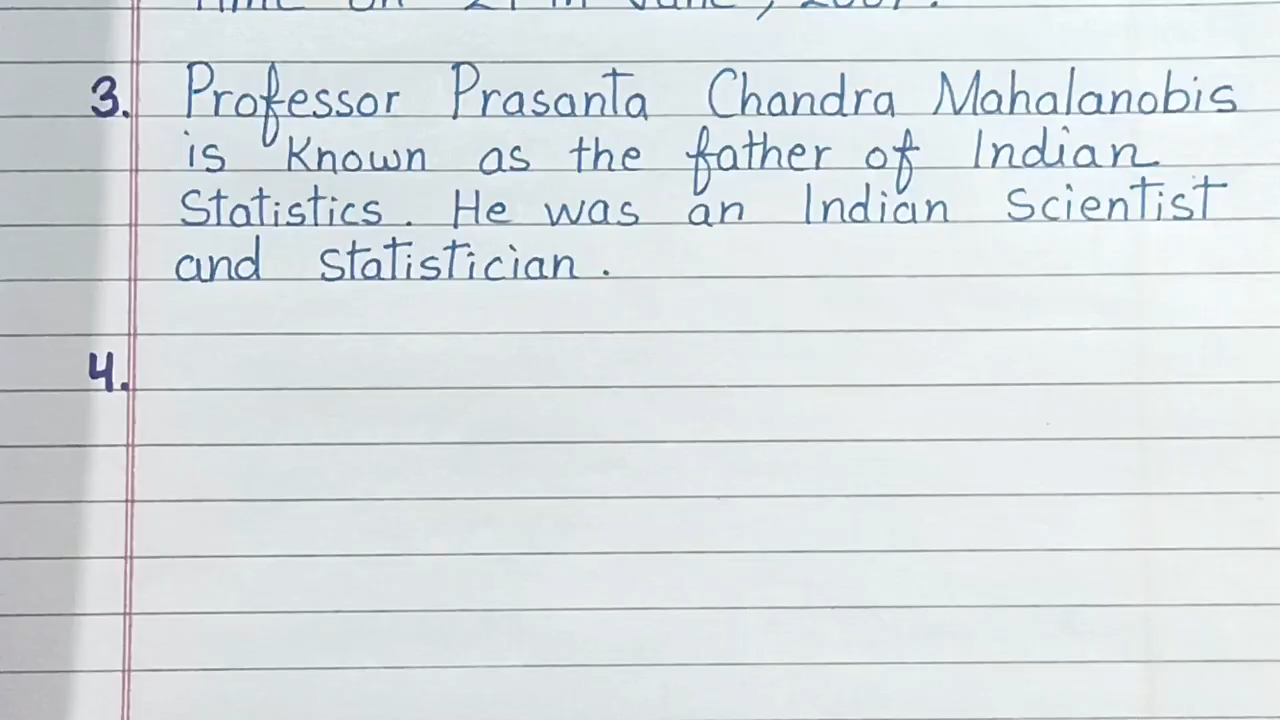 3. Professor Prasanta Chandra Mahalanobis
is known as the father of Indian
Statistics. He was an Indian Scientist
and statistician.
4.